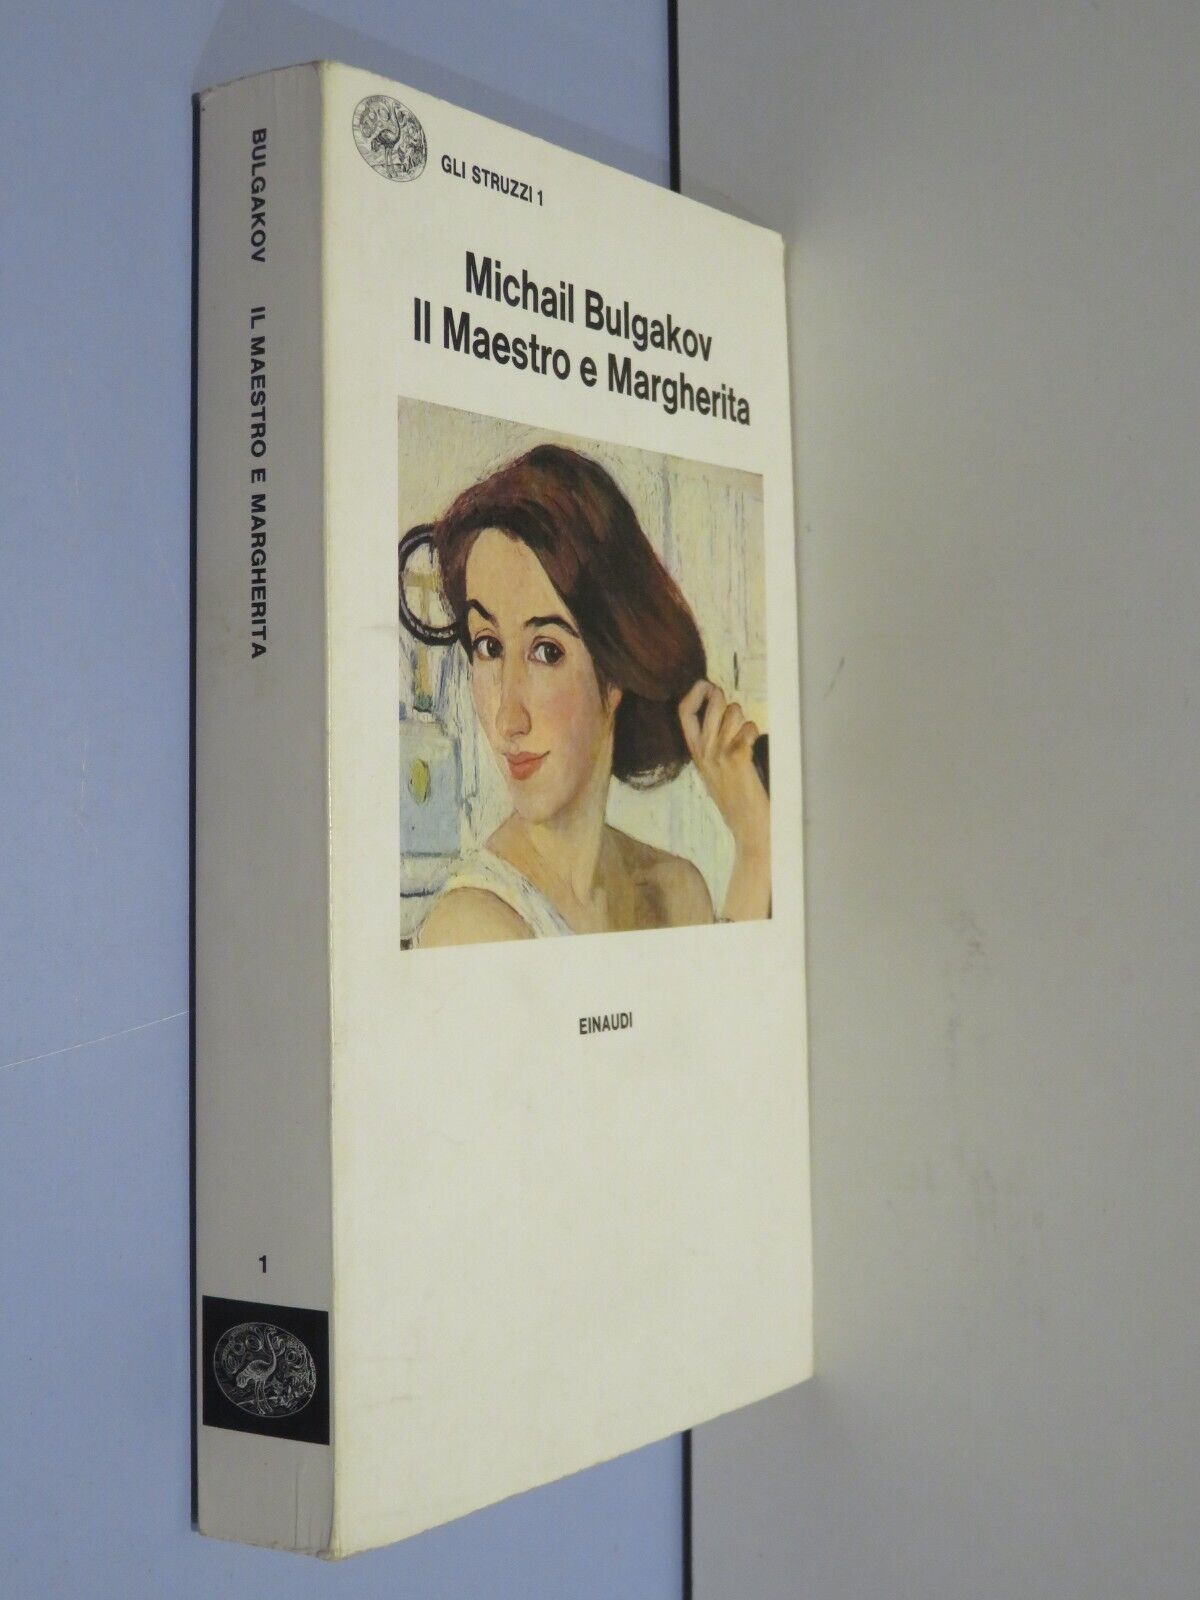 BULGAKOV IL MAESTRO E MARGHERITA
1
GLI STRUZZI 1
Michail Bulgakov
Il Maestro e Margherita
EINAUDI